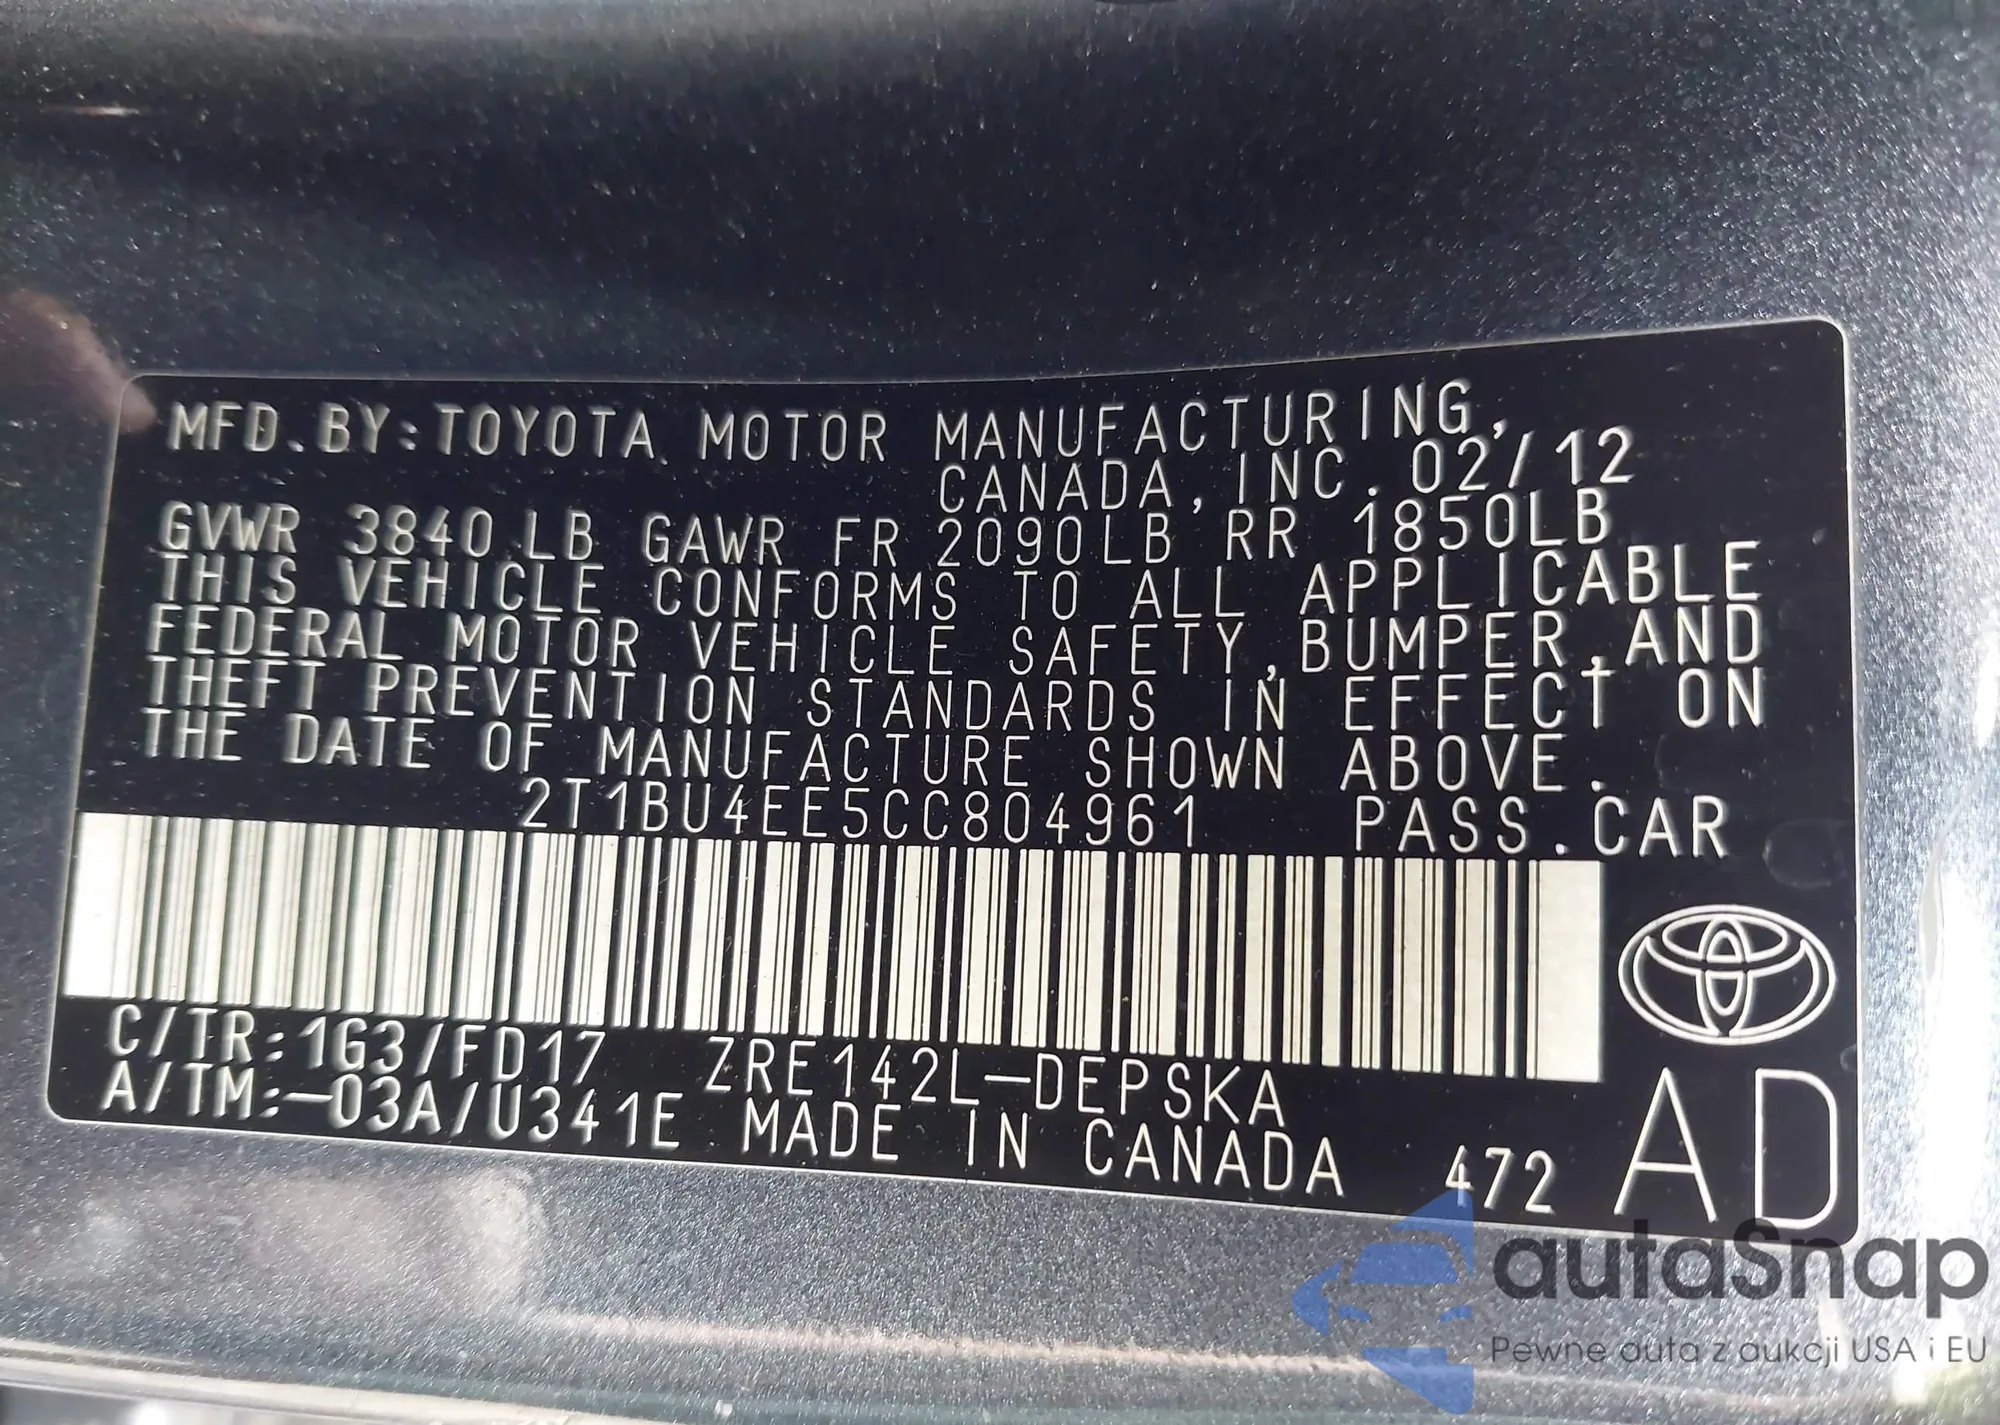 MFD.BY:TOYOTA MOTOR MANUFACTURING,
CANADA,INC. 02/12
GVWR 3840 LB GAWR FR 2090LB RR 1850LB
THIS VEHICLE CONFORMS TO ALL APPLICABLE
FEDERAL MOTOR VEHICLE SAFETY,BUMPER,AND
THEFT PREVENTION STANDARDS IN EFFECT ON
THE DATE OF MANUFACTURE SHOWN ABOVE.
2T1BU4EE5CC804961 PASS.CAR
C/TR:1G3/FD17 ZRE142L-DEPSKA
A/TM:-03A/U341E MADE IN CANADA 472 AD
autaSnap
Pewne auta z aukcji USA i EU